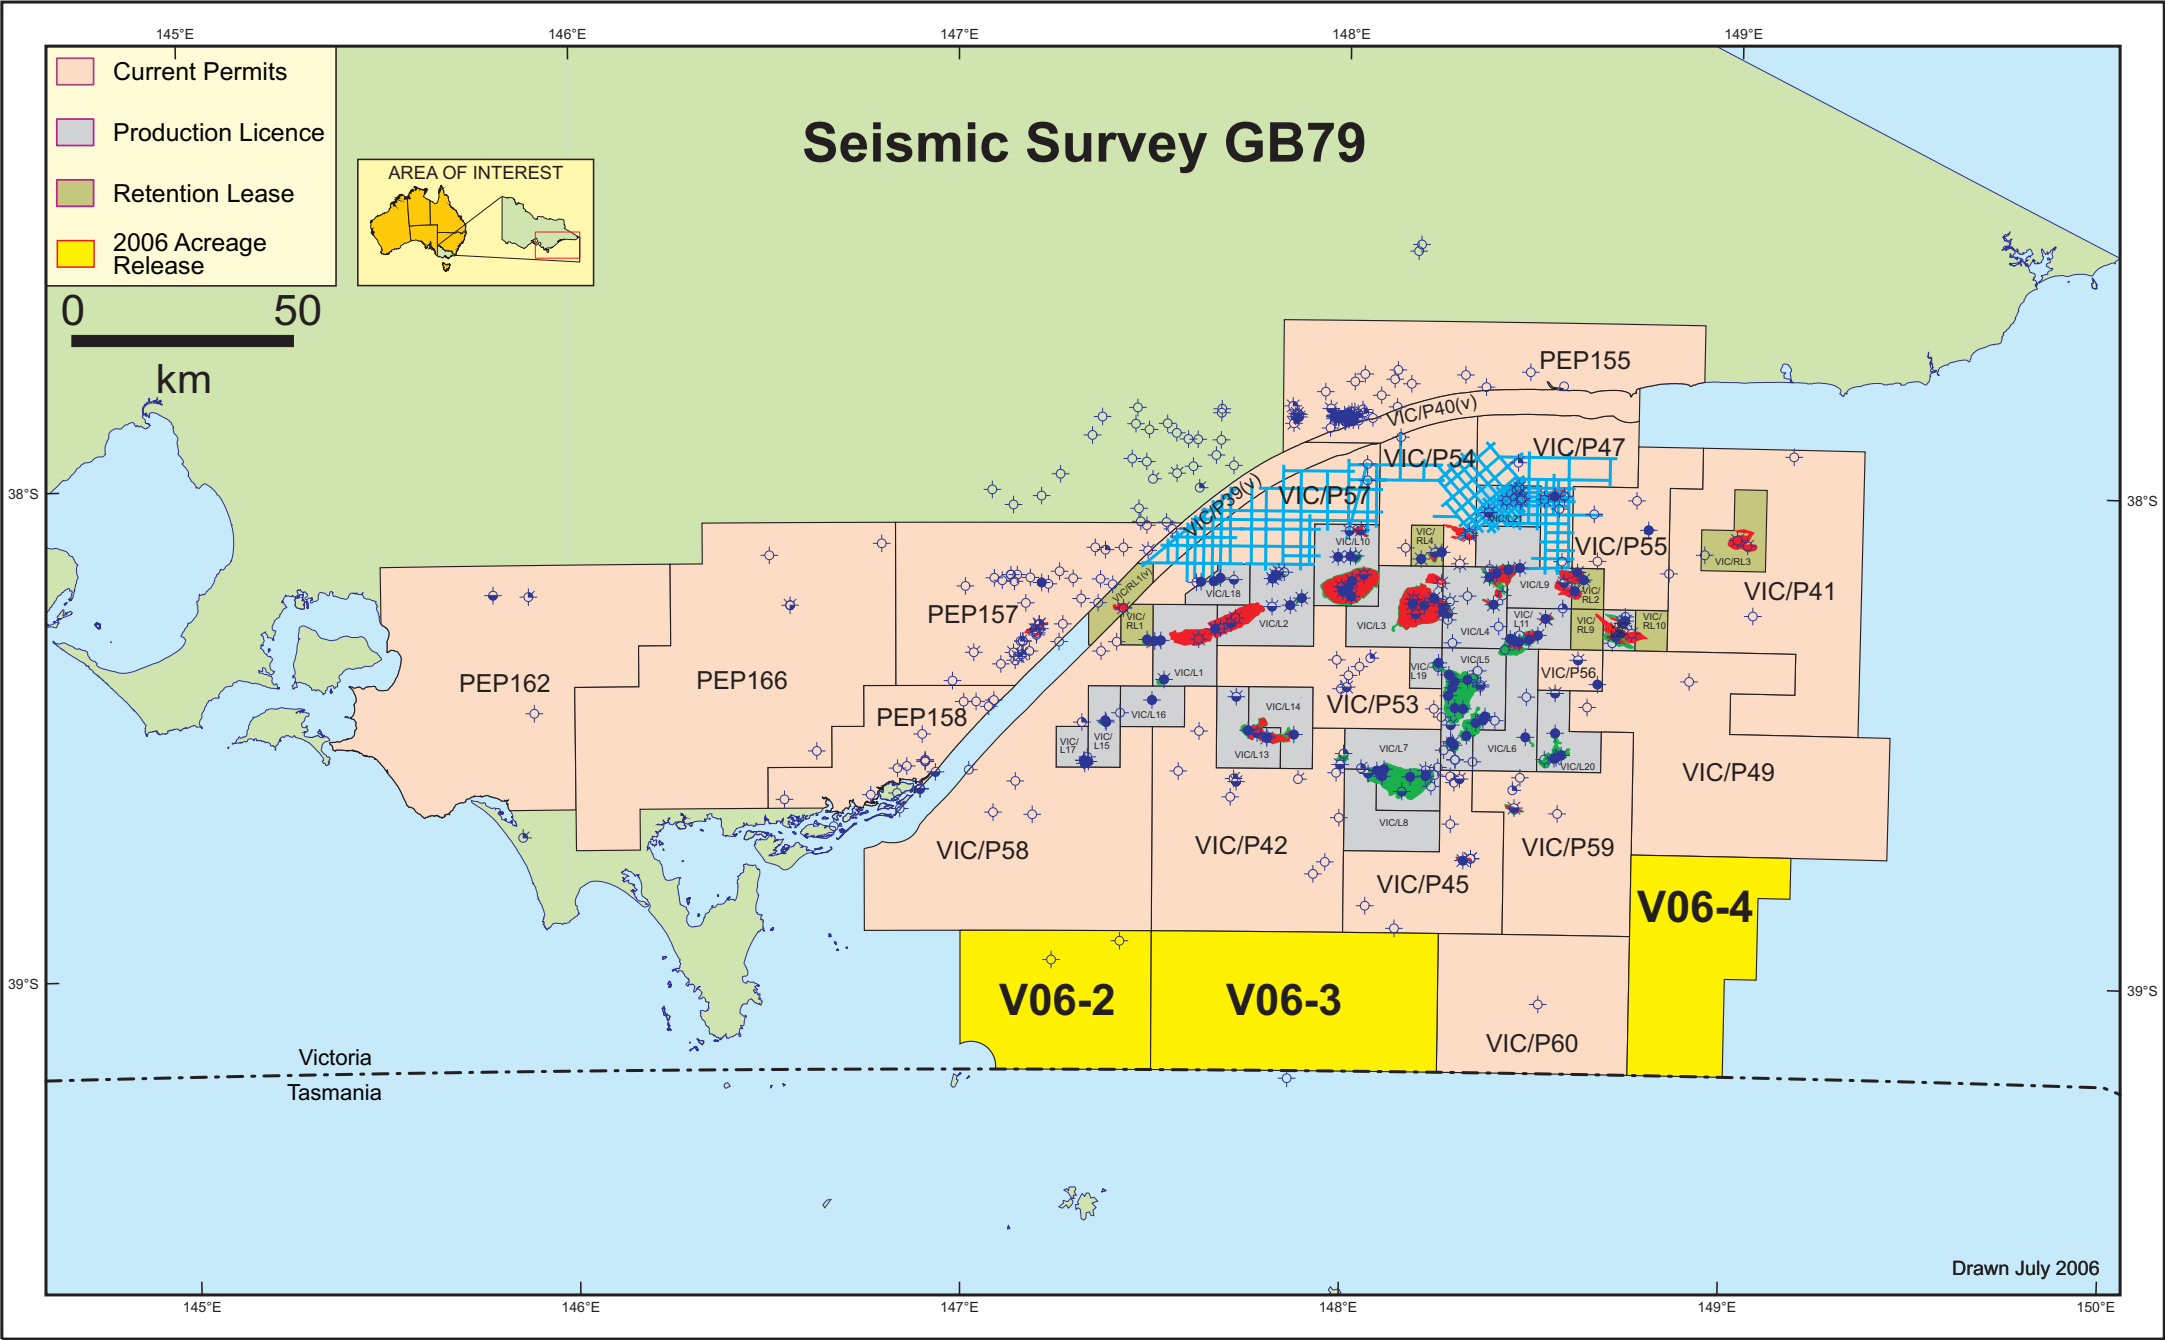 145°E
146°E
147°E
148°E
149°E
Current Permits
Production Licence
Retention Lease
2006 Acreage
Release
Seismic Survey GB79
AREA OF INTEREST
0
50
km
PEP155
VIC/P40(v)
VIC/P47
VIC/P54
VIC/P57
VIC/P39(v)
38°S
38°S
VIC/L21
VIC/
RL4
VIC/L10
VIC/P55
VIC/RL3
VIC/P41
VIC/RL1(v)
VIC/L18
VIC/L9
VIC/
RL2
PEP157
VIC/
RL1
VIC/L2
VIC/L3
VIC/L4
VIC/
L11
VIC/
RL9
VIC/
RL10
PEP162
PEP166
VIC/L1
VIC/
L19
VIC/L5
VIC/P56
PEP158
VIC/L16
VIC/L14
VIC/P53
VIC/
L17
VIC/
L15
VIC/L13
VIC/L7
VIC/L6
VIC/L20
VIC/P49
VIC/L8
VIC/P58
VIC/P42
VIC/P59
VIC/P45
V06-4
39°S
39°S
V06-2
V06-3
VIC/P60
Victoria
Tasmania
Drawn July 2006
145°E
146°E
147°E
148°E
149°E
150°E